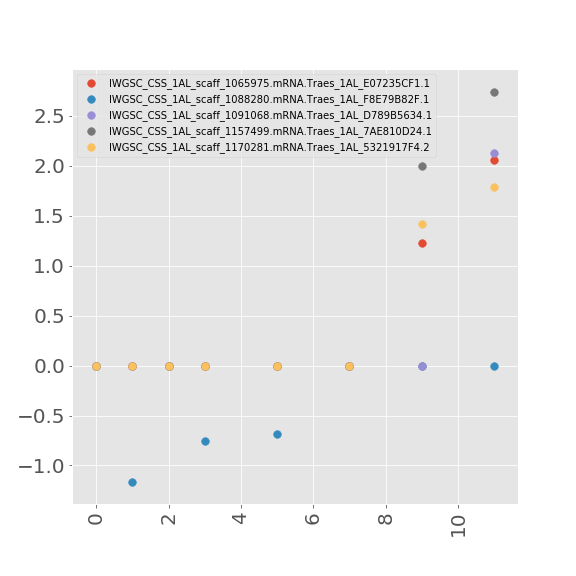 IWGSC_CSS_1AL_scaff_1065975.mRNA.Traes_1AL_E07235CF1.1
IWGSC_CSS_1AL_scaff_1088280.mRNA.Traes_1AL_F8E79B82F.1
IWGSC_CSS_1AL_scaff_1091068.mRNA.Traes_1AL_D789B5634.1
IWGSC_CSS_1AL_scaff_1157499.mRNA.Traes_1AL_7AE810D24.1
IWGSC_CSS_1AL_scaff_1170281.mRNA.Traes_1AL_5321917F4.2
2.5
2.0
1.5
1.0
0.5
0.0
−0.5
−1.0
0 2 4 6 8 10